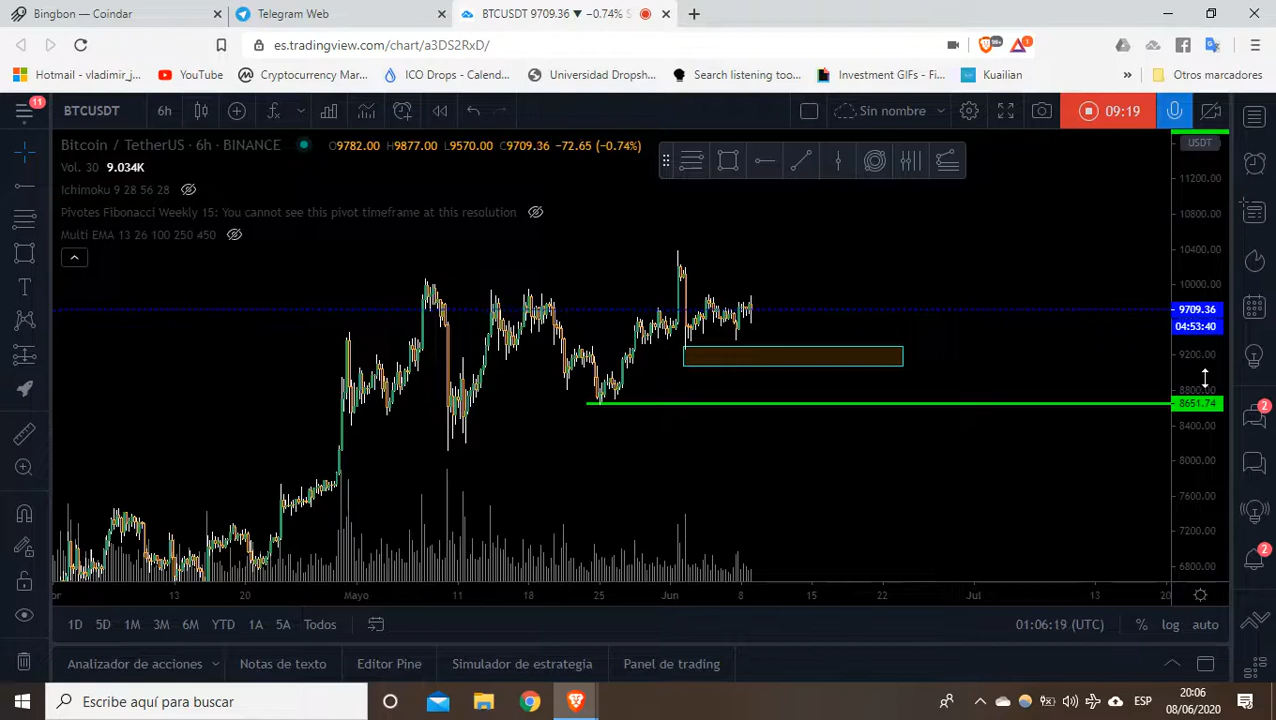 Bingbon – Coíndar
Telegram Web
BTCUSDT 9709.36 ▼ −0.74% S
es.tradingview.com/chart/a3DS2RxD/
Hotmail - vladimir_j...
YouTube
Cryptocurrency Mar...
ICO Drops - Calend...
Universidad Dropsh...
Search listening too...
Investment GIFs - Fi...
Kuailian
»
Otros marcadores
11
BTCUSDT
6h
Sin nombre
09:19
Bitcoin / TetherUS · 6h · BINANCE
O9782.00 H9877.00 L9570.00 C9709.36 −72.65 (−0.74%)
USDT
Vol. 30 9.034K
Ichimoku 9 28 56 28
Pivotes Fibonacci Weekly 15: You cannot see this pivot timeframe at this resolution
Multi EMA 13 26 100 250 450
11200.00
10800.00
10400.00
10000.00
9709.36
04:53:40
9200.00
8800.00
8651.74
8400.00
8000.00
7600.00
7200.00
6800.00
2
2
13
20
Mayo
11
18
25
Jun
8
15
22
Jul
13
20
1D 5D 1M 3M 6M YTD 1A 5A Todos
01:06:19 (UTC)
% log auto
Analizador de acciones
Notas de texto
Editor Pine
Simulador de estrategia
Panel de trading
Escribe aquí para buscar
ESP
20:06
08/06/2020